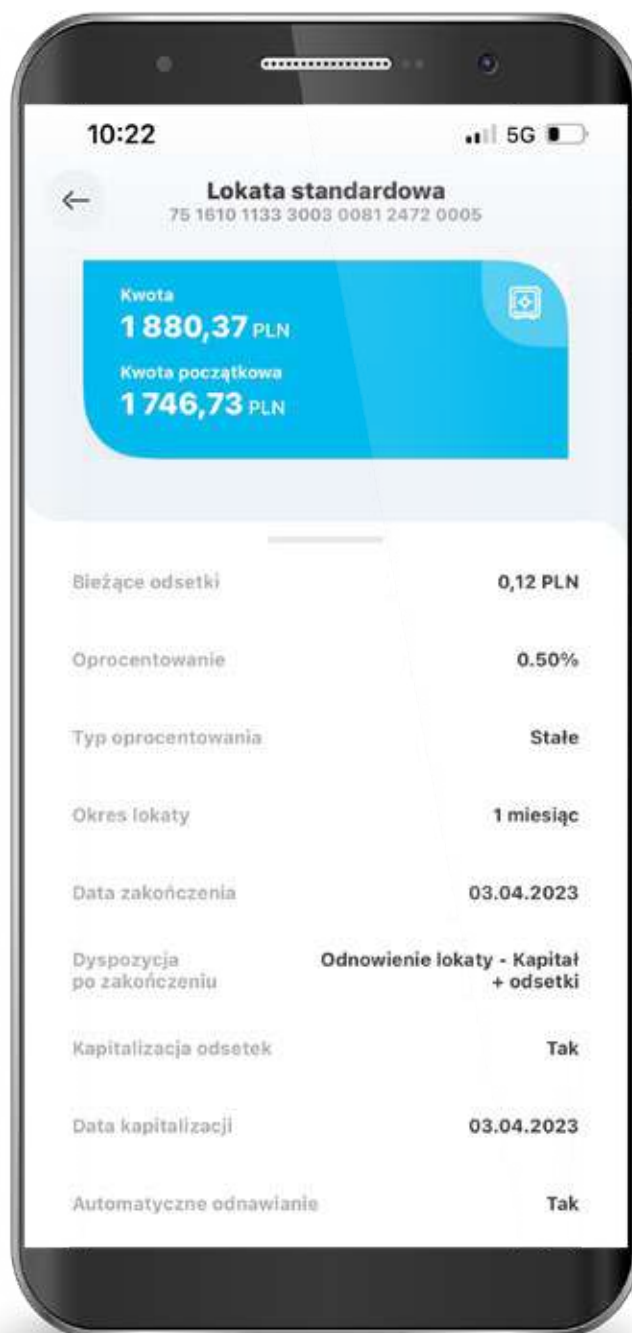 10:22
5G
Lokata standardowa
75 1610 1133 3003 0081 2472 0005
Kwota
1 880,37 PLN
Kwota początkowa
1 746,73 PLN
Bieżące odsetki 0,12 PLN
Oprocentowanie 0.50%
Typ oprocentowania Stałe
Okres lokaty 1 miesiąc
Data zakończenia 03.04.2023
Dyspozycja Odnowienie lokaty - Kapitał
po zakończeniu + odsetki
Kapitalizacja odsetek Tak
Data kapitalizacji 03.04.2023
Automatyczne odnawianie Tak